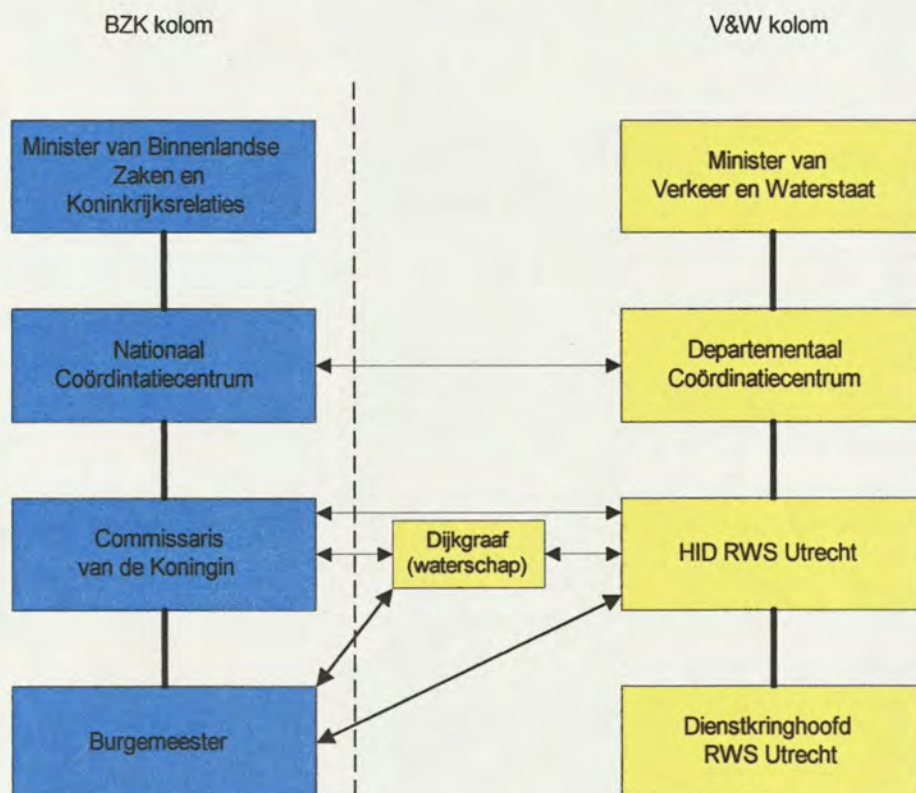 BZK kolom
V&W kolom
Minister van Binnenlandse
Zaken en
Koninkrijksrelaties
Minister van
Verkeer en Waterstaat
Nationaal
Coördintatiecentrum
Departementaal
Coördinatiecentrum
Commissaris
van de Koningin
Dijkgraaf
(waterschap)
HID RWS Utrecht
Burgemeester
Dienstkringhoofd
RWS Utrecht